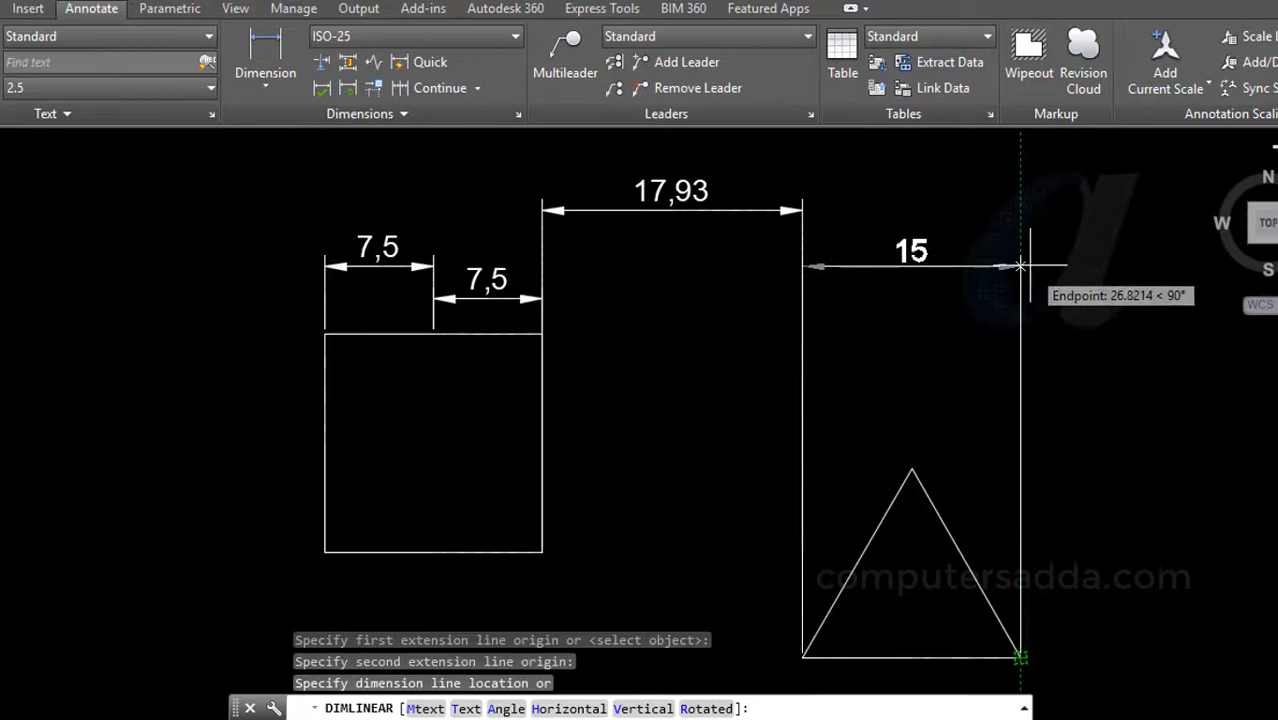 Insert Annotate Parametric View Manage Output Add-ins Autodesk 360 Express Tools BIM 360 Featured Apps
Standard ISO-25 Standard Standard Scale L
Find text Quick Add Leader Extract Data Add/D
Dimension Multileader Table Wipeout Revision Cloud Add Current Scale
2.5 Continue Remove Leader Link Data Sync S
Text Dimensions Leaders Tables Markup Annotation Scaling
17,93
7,5
15
7,5
N
W TOP
S
WCS
Endpoint: 26.8214 < 90°
computersadda.com
Specify first extension line origin or <select object>:
Specify second extension line origin:
Specify dimension line location or
DIMLINEAR [Mtext Text Angle Horizontal Vertical Rotated]: